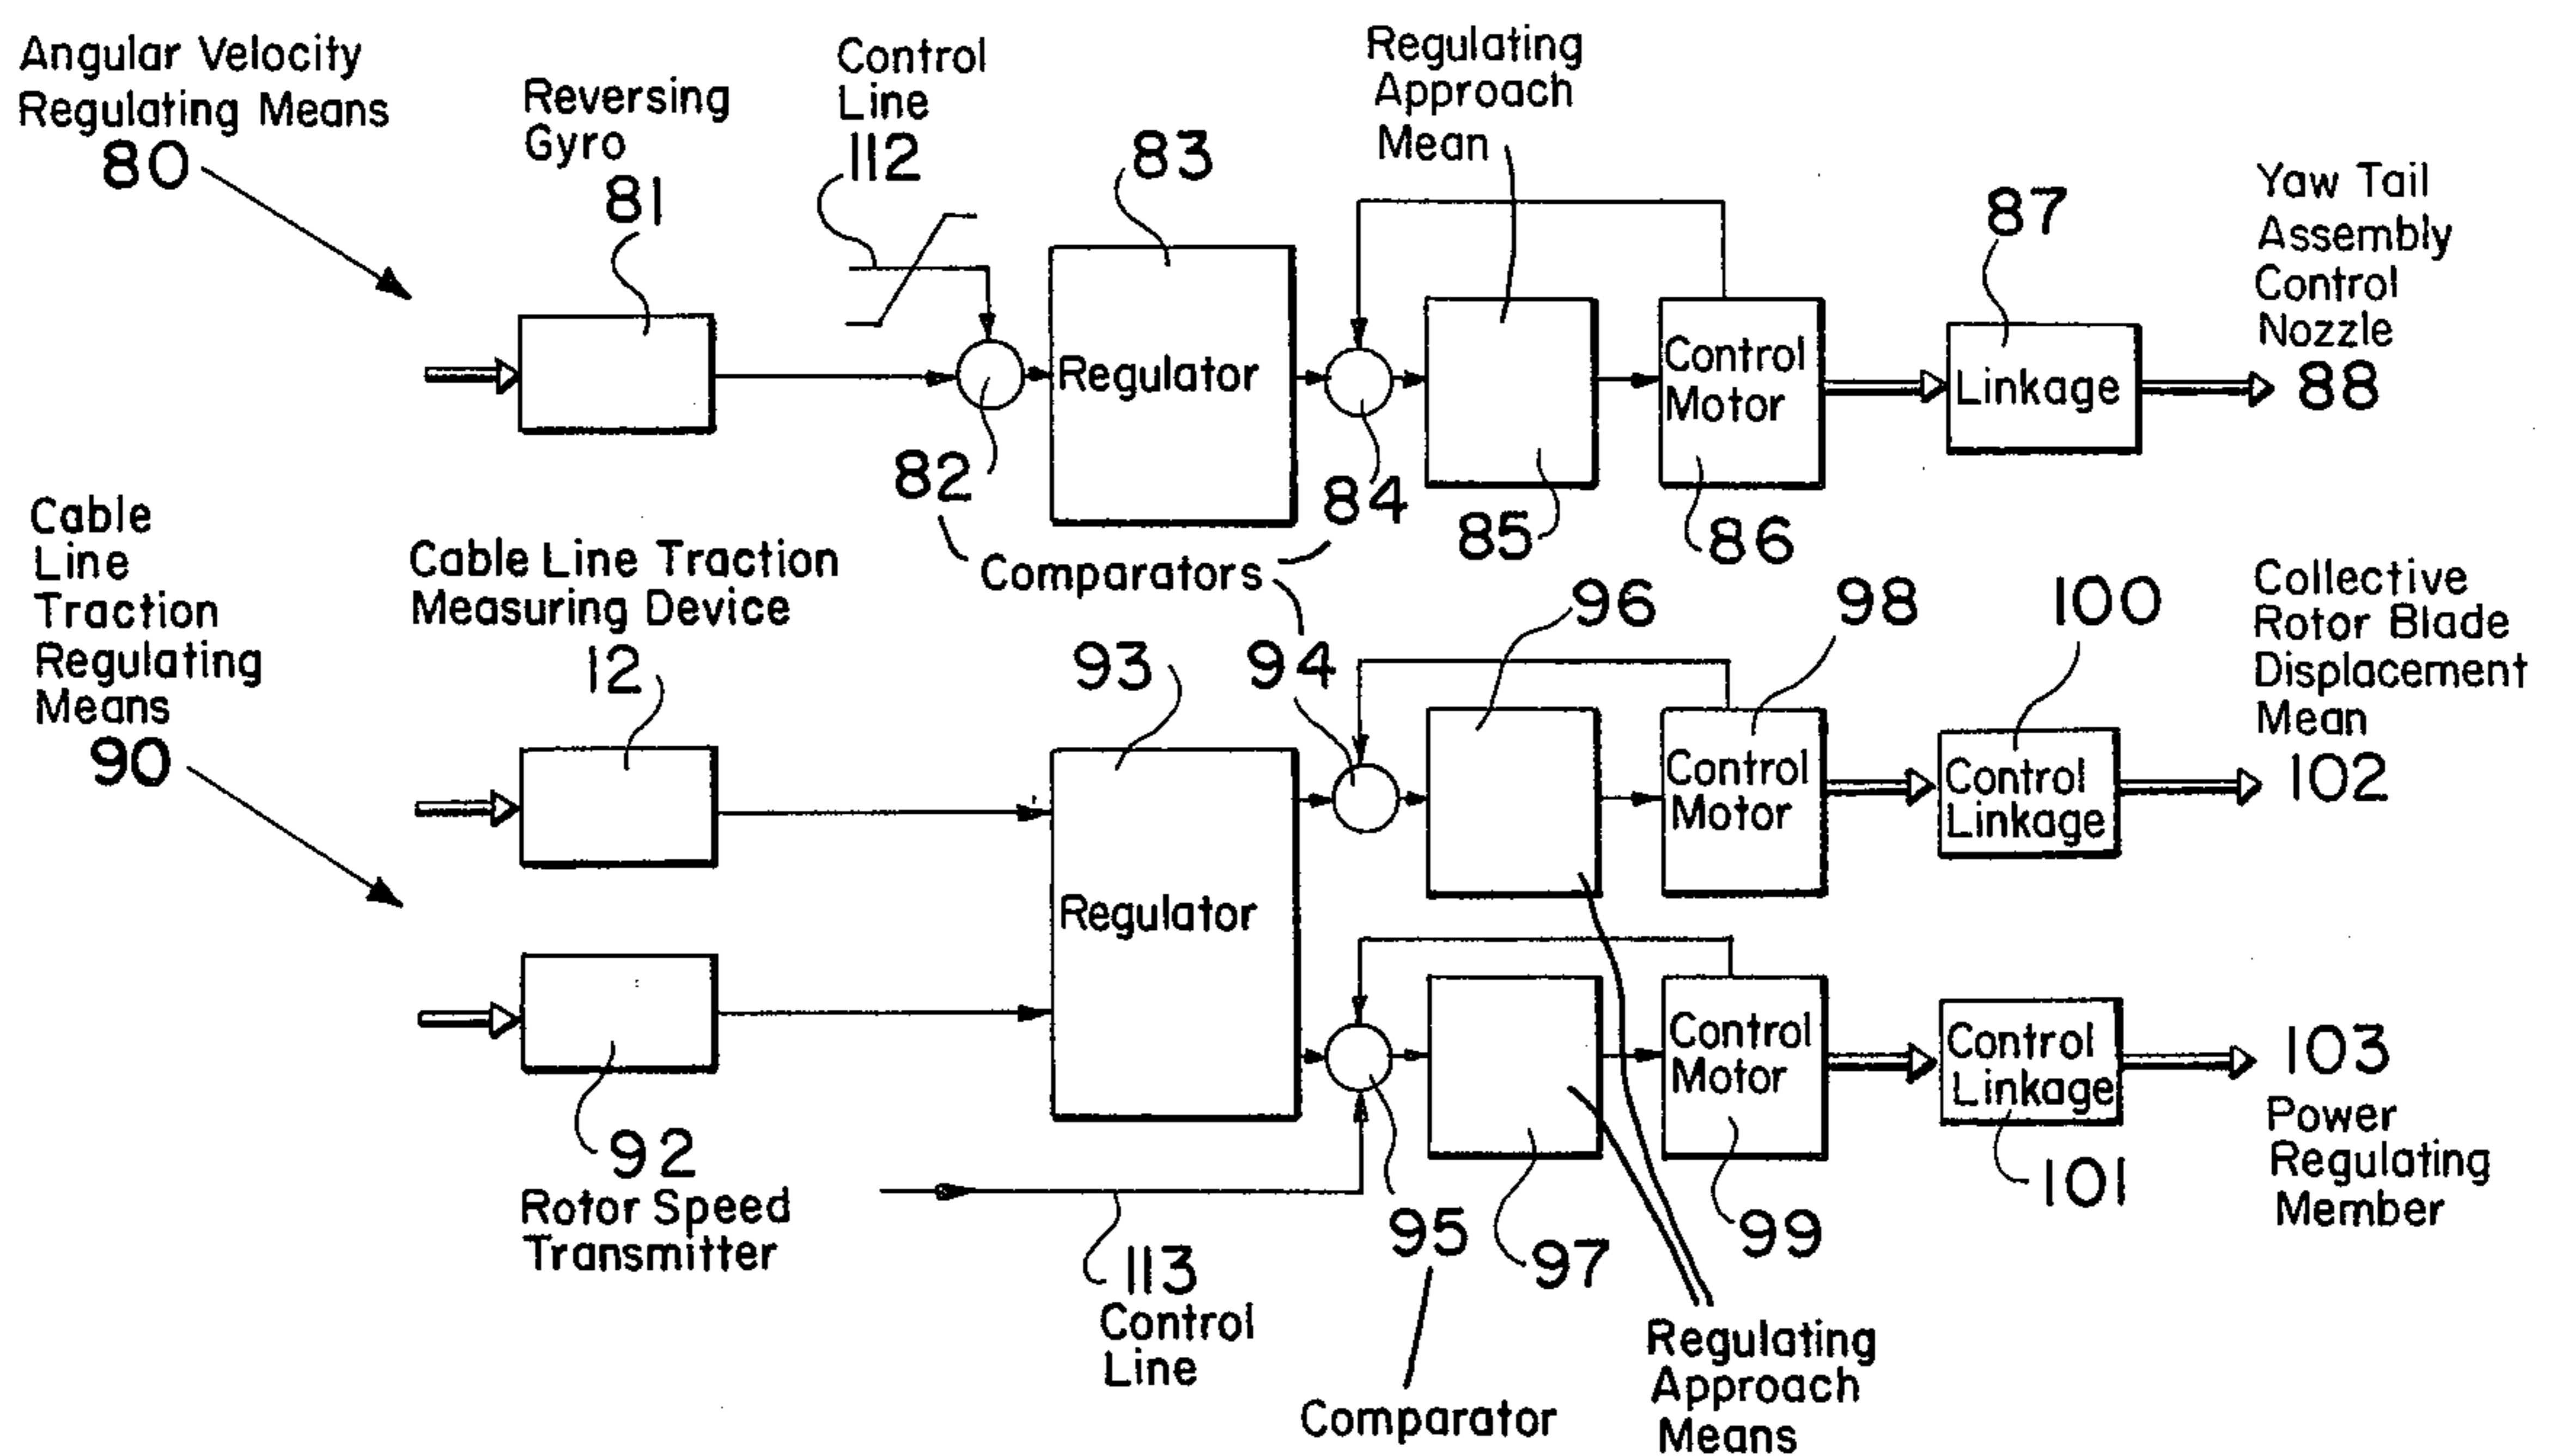 Angular Velocity
Regulating Means
80
Reversing
Gyro
81
Control
Line
112
83
Regulating
Approach
Mean
87
Yaw Tail
Assembly
Control
Nozzle
88
Regulator
Control
Motor
Linkage
82
84
85
86
Comparators
Cable
Line
Traction
Regulating
Means
90
Cable Line Traction
Measuring Device
12
93
94
96
98
100
Collective
Rotor Blade
Displacement
Mean
102
Regulator
Control
Motor
Control
Linkage
Control
Motor
Control
Linkage
103
Power
Regulating
Member
92
Rotor Speed
Transmitter
113
Control
Line
95
97
99
101
Comparator
Regulating
Approach
Means